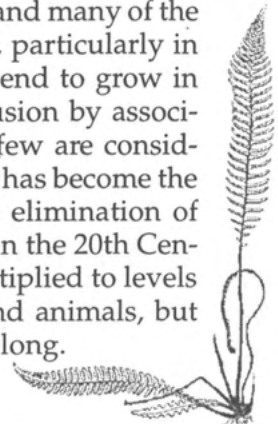 and many of the
, particularly in
end to grow in
usion by associ-
few are consid-
has become the
elimination of
in the 20th Cen-
tiplied to levels
nd animals, but
long.